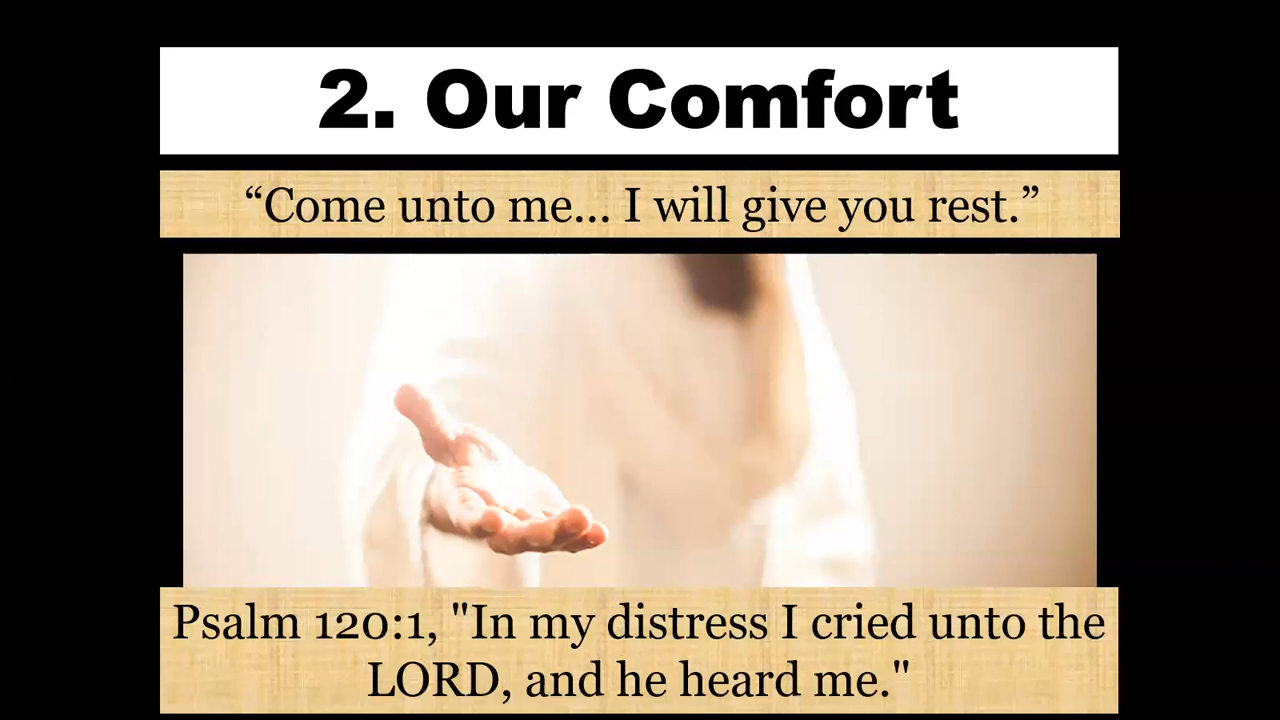 2. Our Comfort
“Come unto me... I will give you rest.”
Psalm 120:1, "In my distress I cried unto the
LORD, and he heard me."